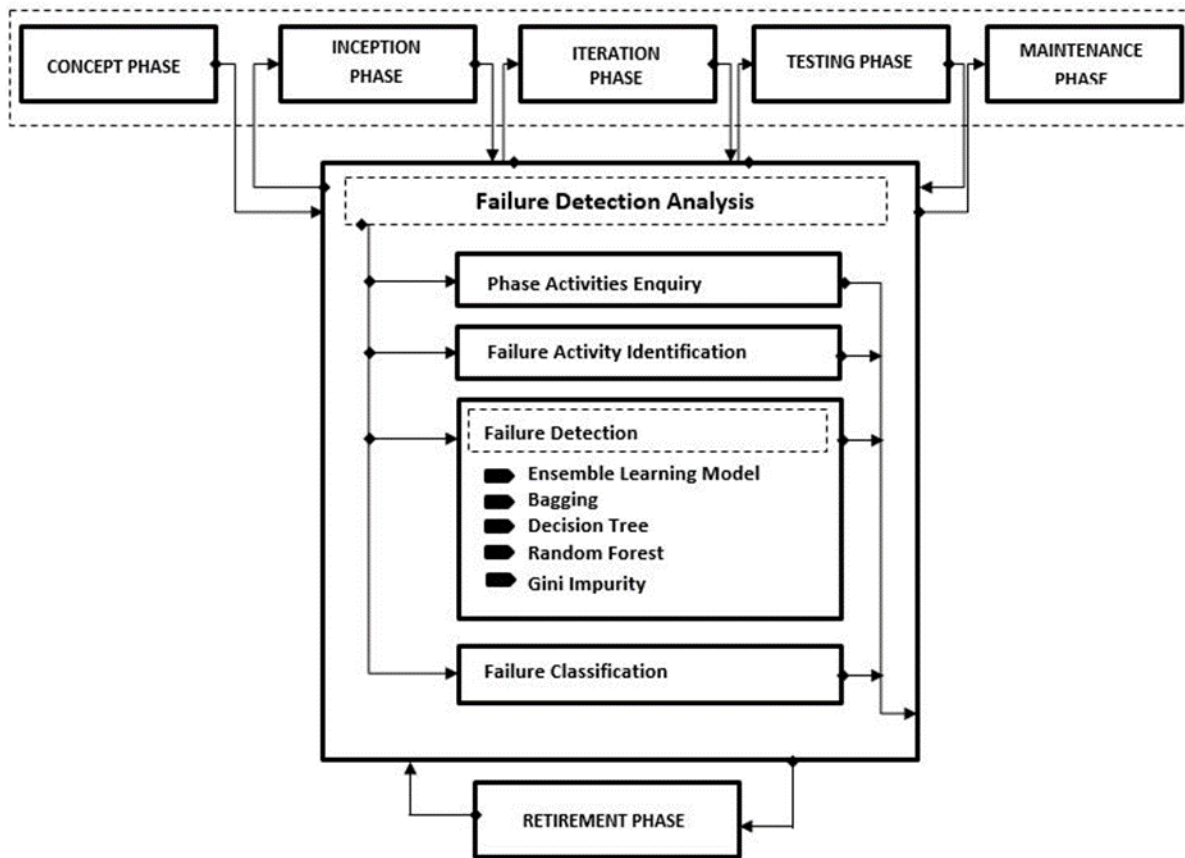 CONCEPT PHASE
INCEPTION
PHASE
ITERATION
PHASE
TESTING PHASE
MAINTENANCE
PHASE
Failure Detection Analysis
Phase Activities Enquiry
Failure Activity Identification
Failure Detection
Ensemble Learning Model
Bagging
Decision Tree
Random Forest
Gini Impurity
Failure Classification
RETIREMENT PHASE